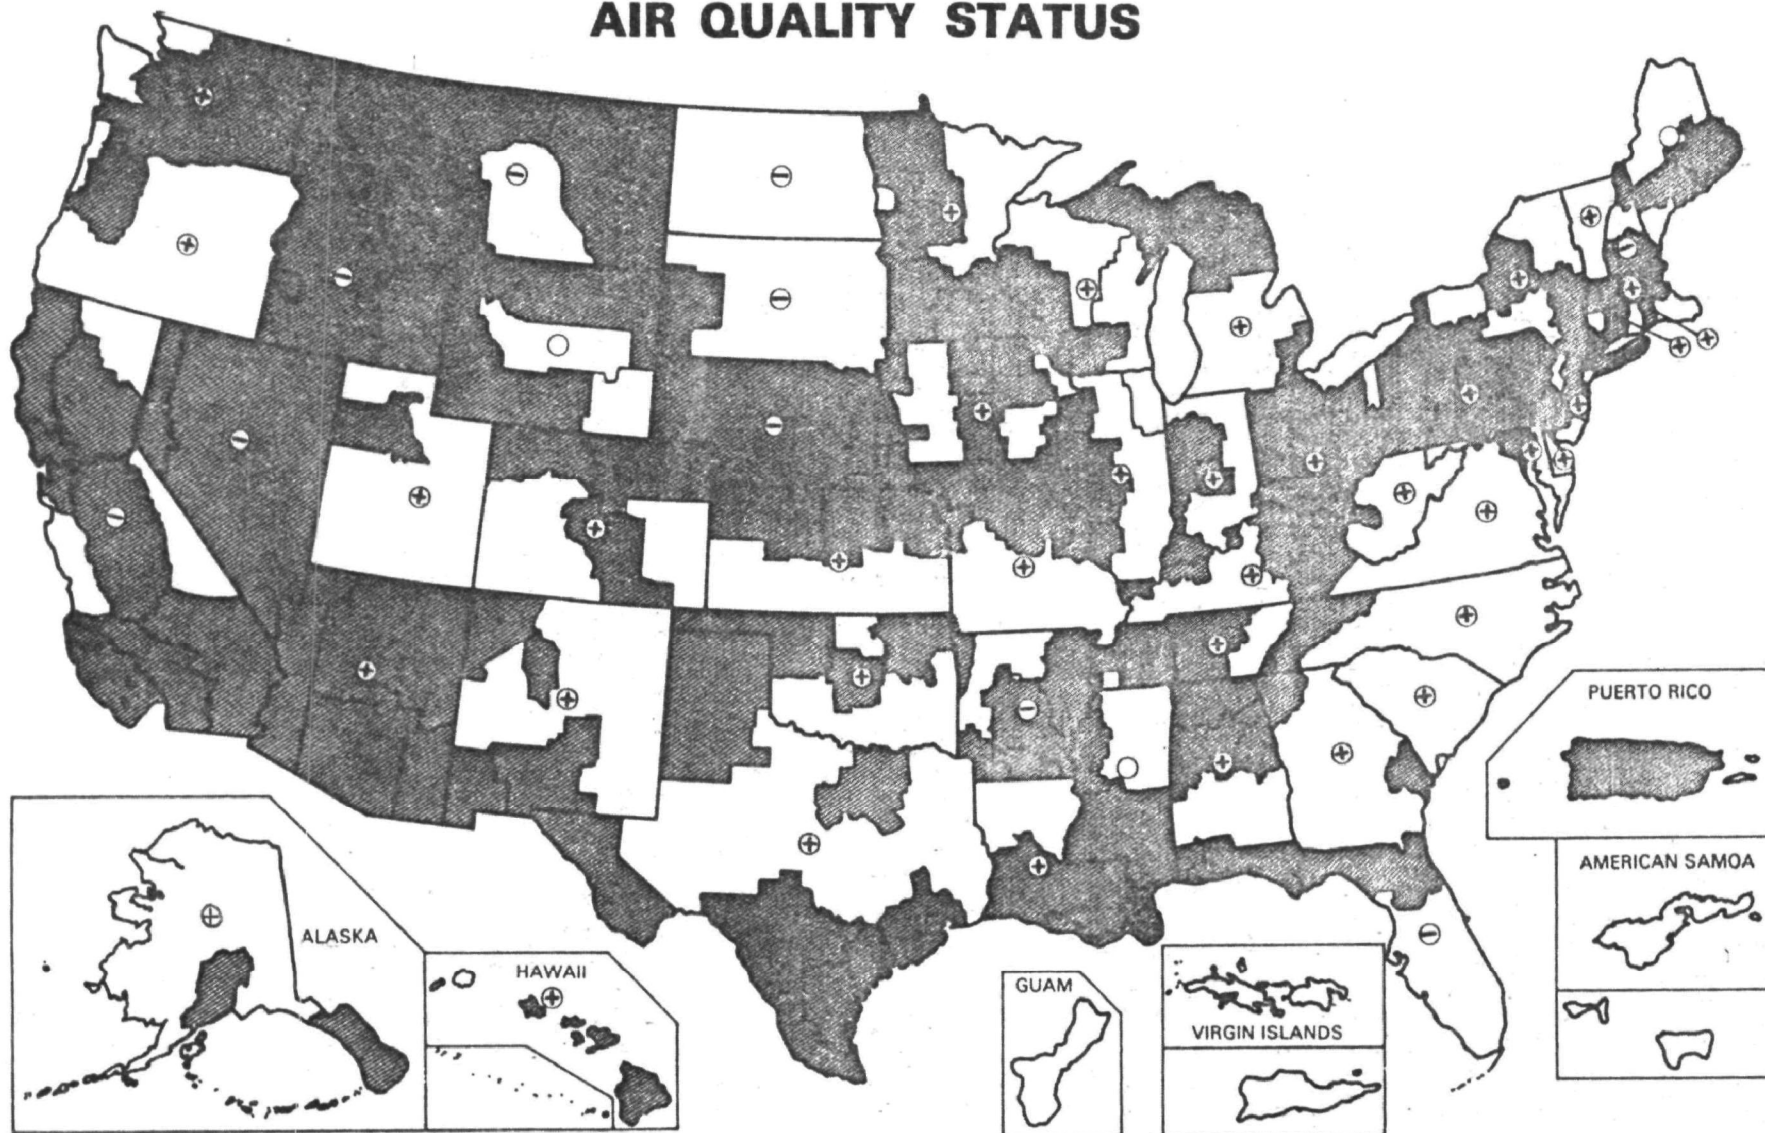 AIR QUALITY STATUS
PUERTO RICO
AMERICAN SAMOA
ALASKA
HAWAII
GUAM
VIRGIN ISLANDS